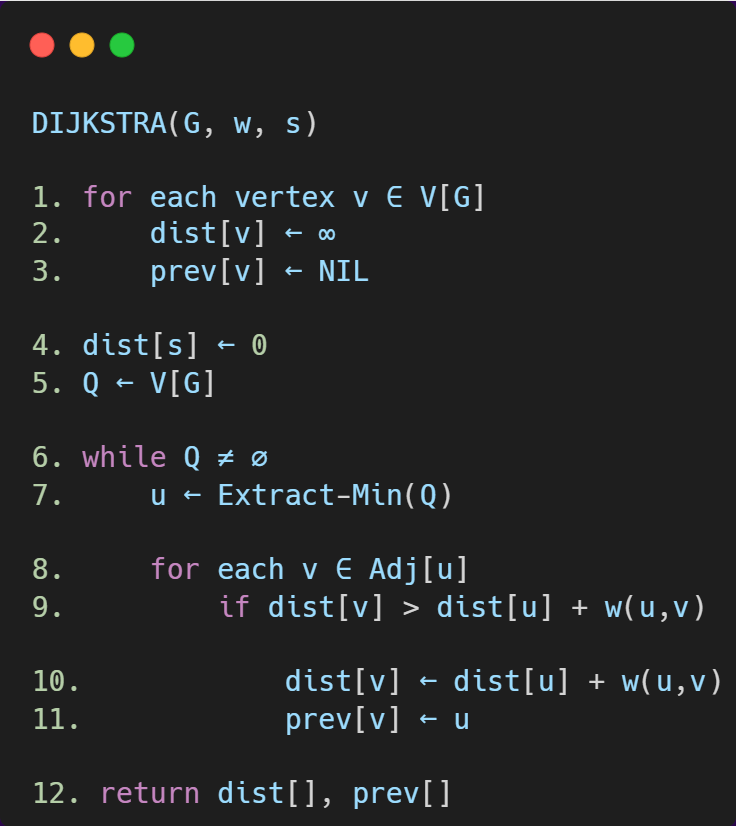 DIJKSTRA(G, w, s)
1. for each vertex v ∈ V[G]
2.     dist[v] ← ∞
3.     prev[v] ← NIL
4. dist[s] ← 0
5. Q ← V[G]
6. while Q ≠ ∅
7.     u ← Extract-Min(Q)
8.     for each v ∈ Adj[u]
9.         if dist[v] > dist[u] + w(u,v)
10.            dist[v] ← dist[u] + w(u,v)
11.            prev[v] ← u
12. return dist[], prev[]